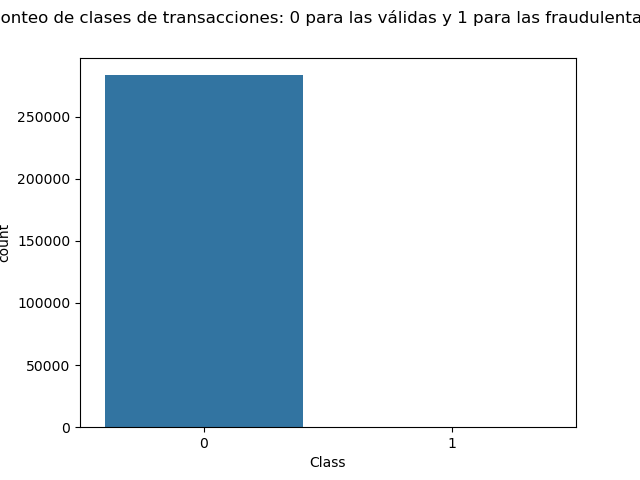 onteo de clases de transacciones: 0 para las válidas y 1 para las fraudulenta
250000
200000
150000
100000
50000
0
count
0 1
Class